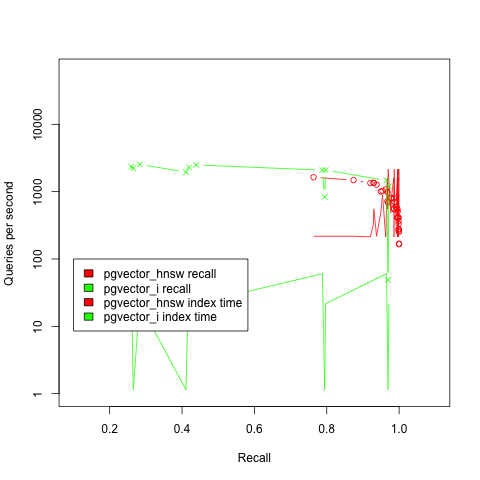 10000
1000
100
10
1
Queries per second
pgvector_hnsw recall
pgvector_i recall
pgvector_hnsw index time
pgvector_i index time
0.2 0.4 0.6 0.8 1.0
Recall